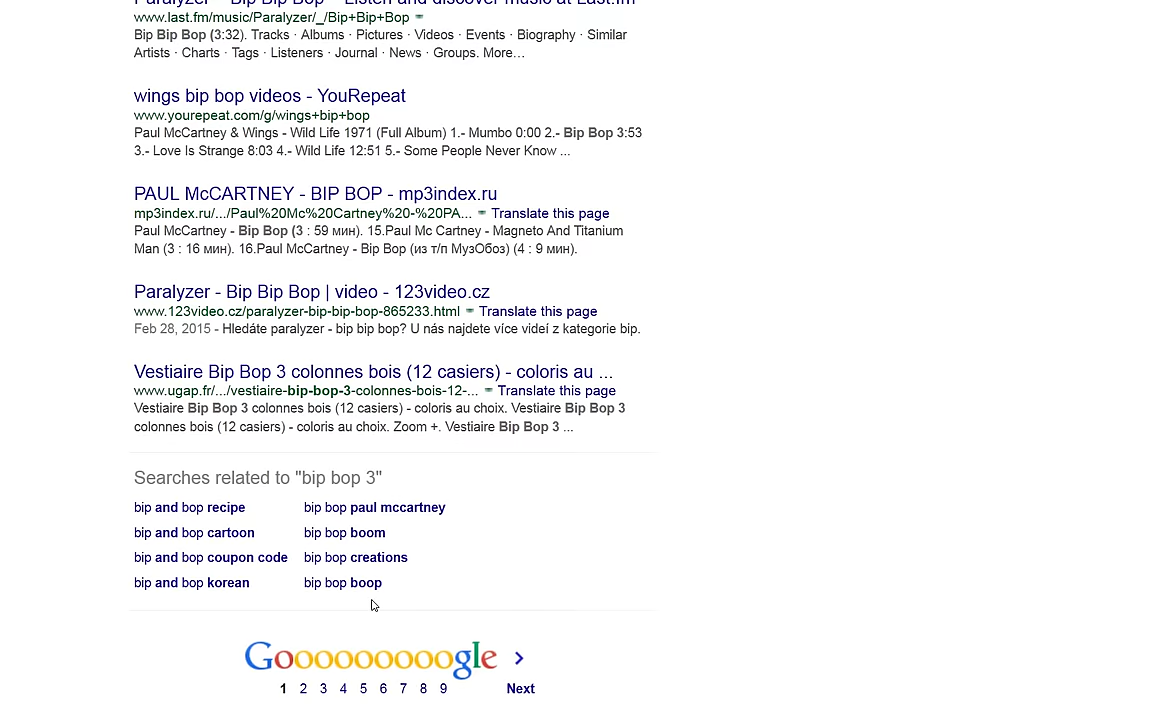 Paralyzer – Bip Bip Bop – Listen and discover music at Last.fm
www.last.fm/music/Paralyzer/_/Bip+Bip+Bop
Bip Bip Bop (3:32). Tracks · Albums · Pictures · Videos · Events · Biography · Similar
Artists · Charts · Tags · Listeners · Journal · News · Groups. More...
wings bip bop videos - YouRepeat
www.yourepeat.com/g/wings+bip+bop
Paul McCartney & Wings - Wild Life 1971 (Full Album) 1.- Mumbo 0:00 2.- Bip Bop 3:53
3.- Love Is Strange 8:03 4.- Wild Life 12:51 5.- Some People Never Know ...
PAUL McCARTNEY - BIP BOP - mp3index.ru
mp3index.ru/.../Paul%20Mc%20Cartney%20-%20PA... Translate this page
Paul McCartney - Bip Bop (3 : 59 мин). 15.Paul Mc Cartney - Magneto And Titanium
Man (3 : 16 мин). 16.Paul McCartney - Bip Bop (из т/п МузОбоз) (4 : 9 мин).
Paralyzer - Bip Bip Bop | video - 123video.cz
www.123video.cz/paralyzer-bip-bip-bop-865233.html Translate this page
Feb 28, 2015 - Hledáte paralyzer - bip bip bop? U nás najdete více videí z kategorie bip.
Vestiaire Bip Bop 3 colonnes bois (12 casiers) - coloris au ...
www.ugap.fr/.../vestiaire-bip-bop-3-colonnes-bois-12-... Translate this page
Vestiaire Bip Bop 3 colonnes bois (12 casiers) - coloris au choix. Vestiaire Bip Bop 3
colonnes bois (12 casiers) - coloris au choix. Zoom +. Vestiaire Bip Bop 3 ...
Searches related to "bip bop 3"
bip and bop recipe bip bop paul mccartney
bip and bop cartoon bip bop boom
bip and bop coupon code bip bop creations
bip and bop korean bip bop boop
Gooooooooogle >
1 2 3 4 5 6 7 8 9 Next